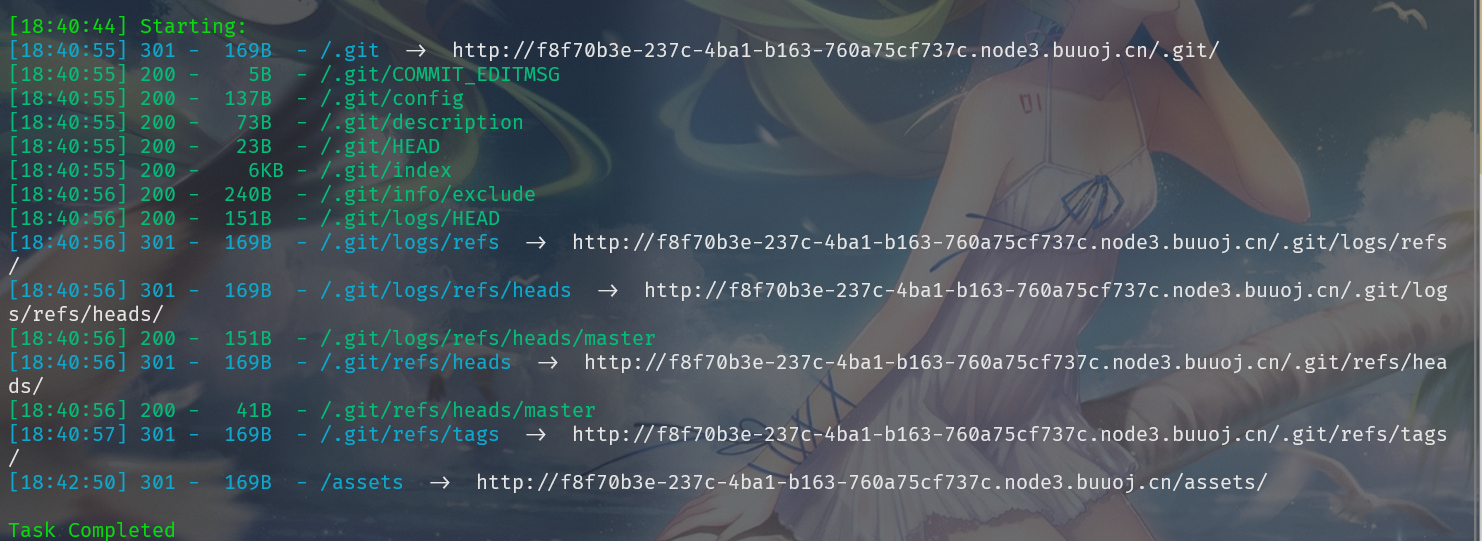 [18:40:44] Starting:
[18:40:55] 301 -  169B  - /.git  ->  http://f8f70b3e-237c-4ba1-b163-760a75cf737c.node3.buuoj.cn/.git/
[18:40:55] 200 -    5B  - /.git/COMMIT_EDITMSG
[18:40:55] 200 -  137B  - /.git/config
[18:40:55] 200 -   73B  - /.git/description
[18:40:55] 200 -   23B  - /.git/HEAD
[18:40:55] 200 -    6KB - /.git/index
[18:40:56] 200 -  240B  - /.git/info/exclude
[18:40:56] 200 -  151B  - /.git/logs/HEAD
[18:40:56] 301 -  169B  - /.git/logs/refs  ->  http://f8f70b3e-237c-4ba1-b163-760a75cf737c.node3.buuoj.cn/.git/logs/refs
/
[18:40:56] 301 -  169B  - /.git/logs/refs/heads  ->  http://f8f70b3e-237c-4ba1-b163-760a75cf737c.node3.buuoj.cn/.git/log
s/refs/heads/
[18:40:56] 200 -  151B  - /.git/logs/refs/heads/master
[18:40:56] 301 -  169B  - /.git/refs/heads  ->  http://f8f70b3e-237c-4ba1-b163-760a75cf737c.node3.buuoj.cn/.git/refs/hea
ds/
[18:40:56] 200 -   41B  - /.git/refs/heads/master
[18:40:57] 301 -  169B  - /.git/refs/tags  ->  http://f8f70b3e-237c-4ba1-b163-760a75cf737c.node3.buuoj.cn/.git/refs/tags
/
[18:42:50] 301 -  169B  - /assets  ->  http://f8f70b3e-237c-4ba1-b163-760a75cf737c.node3.buuoj.cn/assets/
Task Completed
01